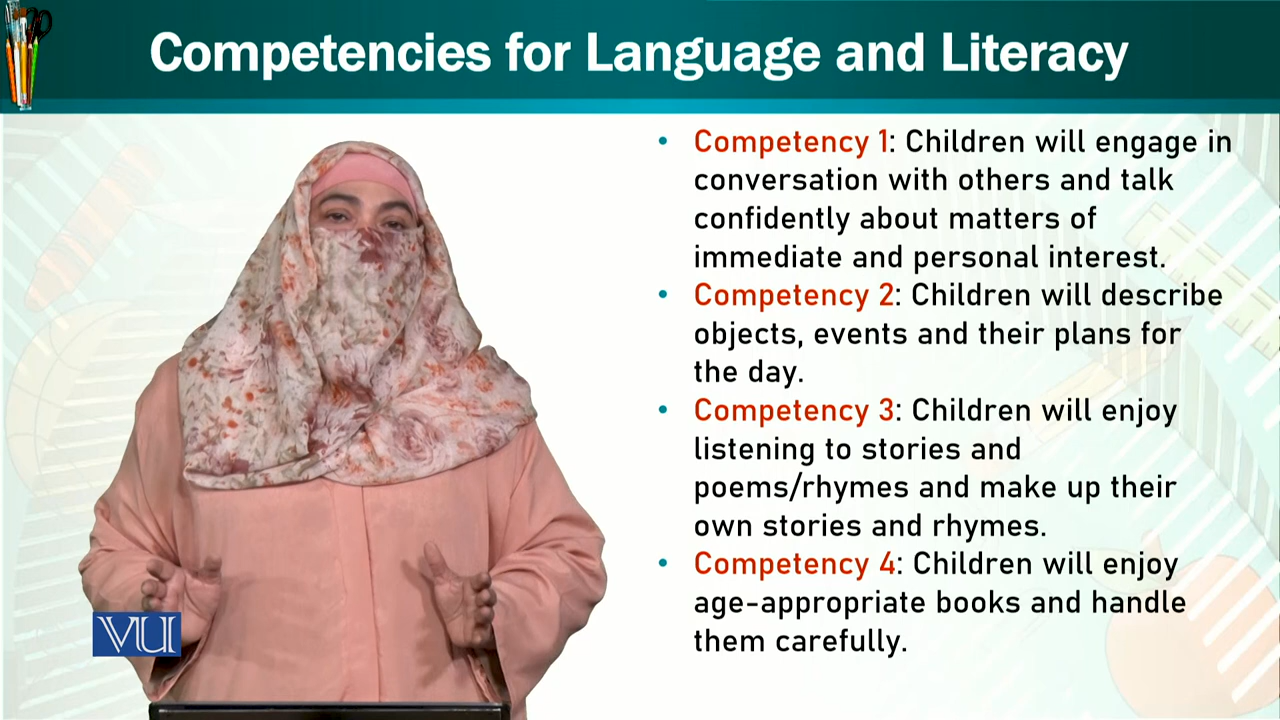 Competencies for Language and Literacy
• Competency 1: Children will engage in
conversation with others and talk
confidently about matters of
immediate and personal interest.
• Competency 2: Children will describe
objects, events and their plans for
the day.
• Competency 3: Children will enjoy
listening to stories and
poems/rhymes and make up their
own stories and rhymes.
• Competency 4: Children will enjoy
age-appropriate books and handle
them carefully.
VU